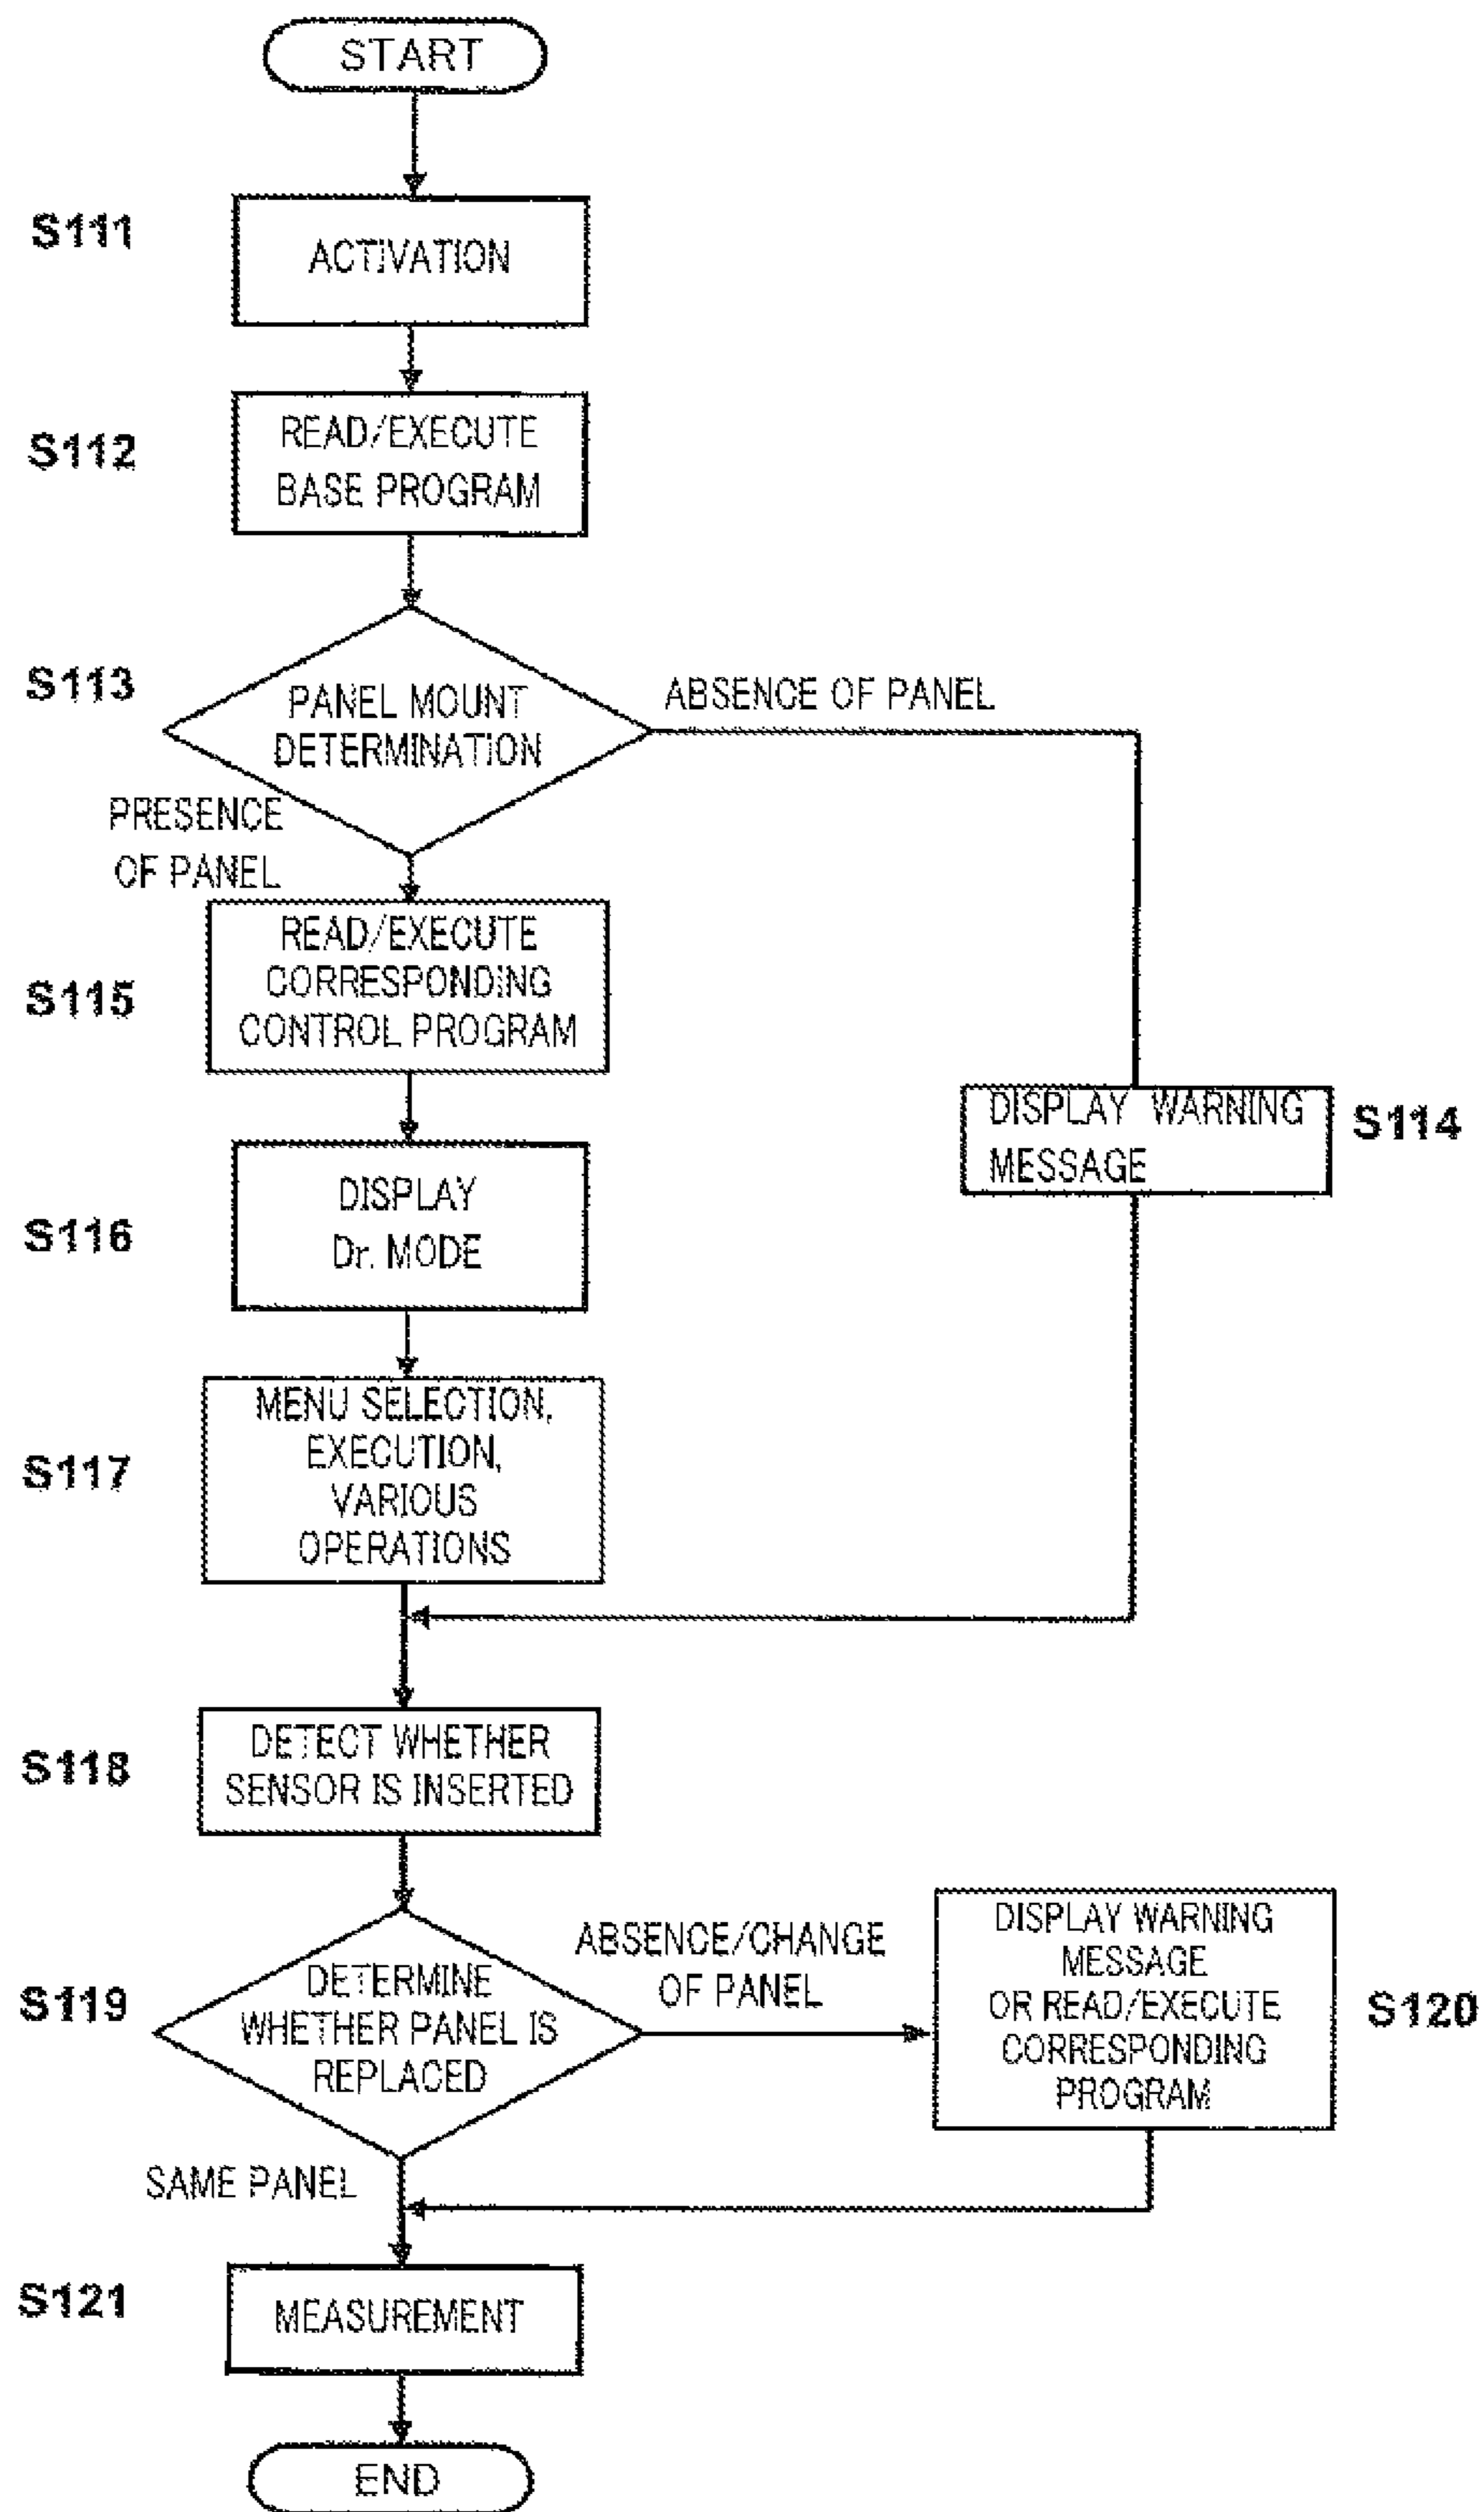 START
S111
ACTIVATION
S112
READ/EXECUTE
BASE PROGRAM
S113
PANEL MOUNT
DETERMINATION
ABSENCE OF PANEL
PRESENCE
OF PANEL
S115
READ/EXECUTE
CORRESPONDING
CONTROL PROGRAM
DISPLAY WARNING
MESSAGE
S114
S116
DISPLAY
Dr. MODE
S117
MENU SELECTION,
EXECUTION,
VARIOUS
OPERATIONS
S118
DETECT WHETHER
SENSOR IS INSERTED
S119
DETERMINE
WHETHER PANEL IS
REPLACED
ABSENCE/CHANGE
OF PANEL
DISPLAY WARNING
MESSAGE
OR READ/EXECUTE
CORRESPONDING
PROGRAM
S120
SAME PANEL
S121
MEASUREMENT
END